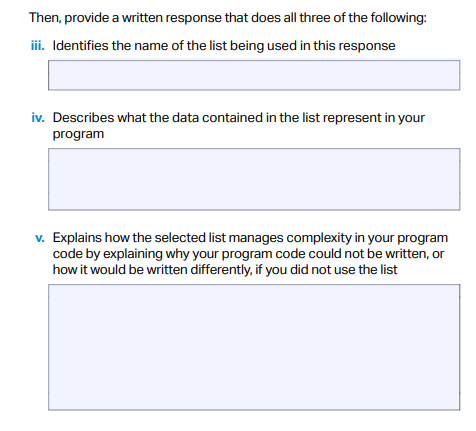 Then, provide a written response that does all three of the following:
iii. Identifies the name of the list being used in this response
iv. Describes what the data contained in the list represent in your
program
v. Explains how the selected list manages complexity in your program
code by explaining why your program code could not be written, or
how it would be written differently, if you did not use the list